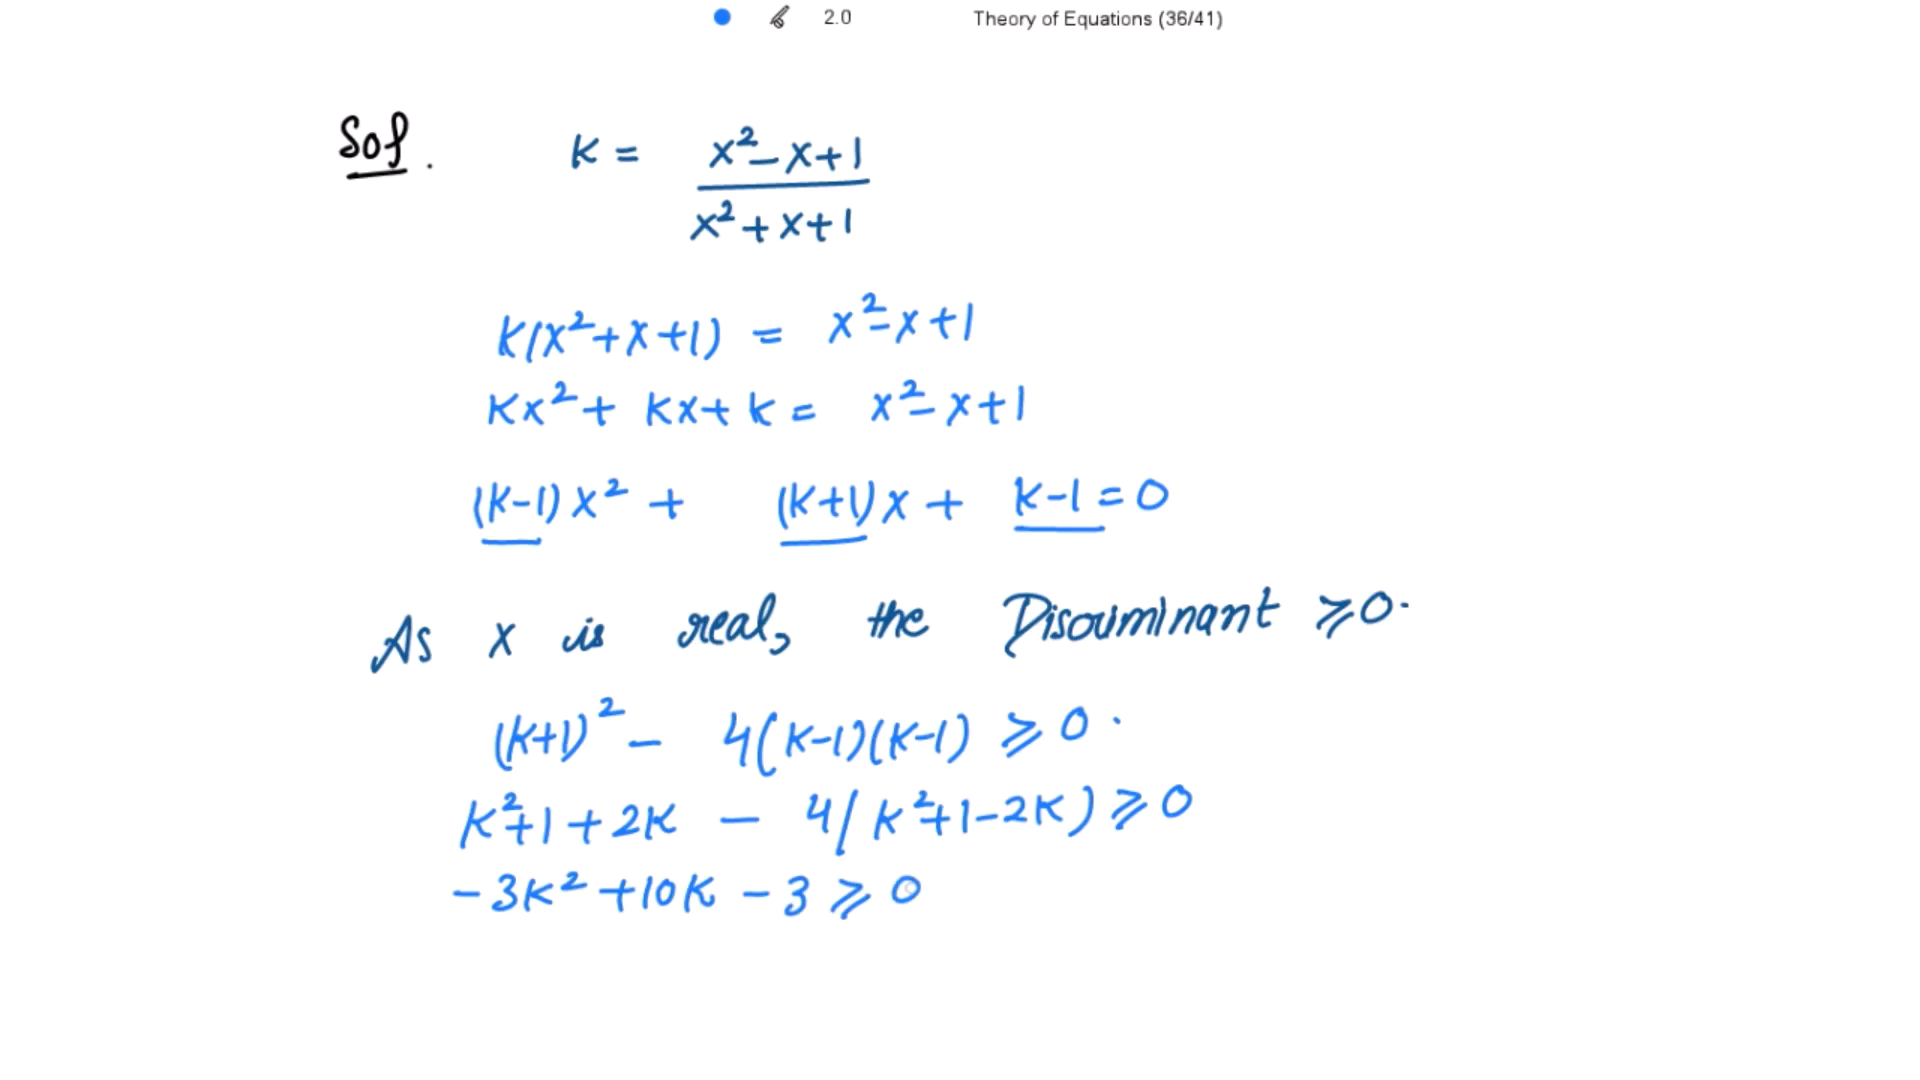 2.0 Theory of Equations (36/41)
Sol. K = x²-x+1
x²+x+1
K(x²+x+1) = x²-x+1
Kx²+ Kx+ k = x²-x+1
(k-1)x² + (k+1)x + k-1 = 0
As x is real, the Discriminant ⩾0.
(k+1)² - 4(k-1)(k-1) ⩾ 0.
K²+1+2K - 4(K²+1-2K) ⩾ 0
-3K²+10K - 3 ⩾ 0